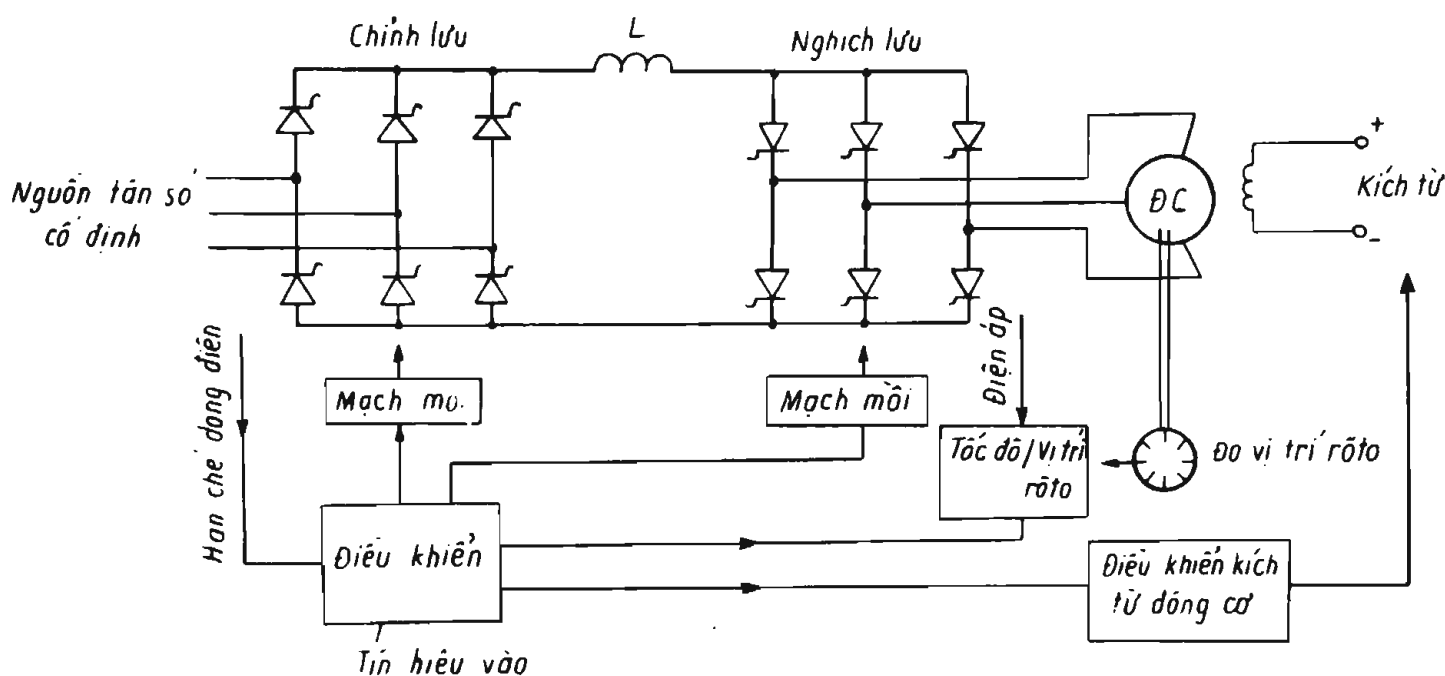 Chỉnh lưu
L
Nghịch lưu
Nguồn tần số
cố định
ĐC
+
Kích từ
-
Hạn chế dòng điện
Mạch
Mạch mồi
Điện áp
Tốc độ/Vị trí
rôto
Đo vị trí rôto
Điều khiển
Điều khiển kích
từ động cơ
Tín hiệu vào